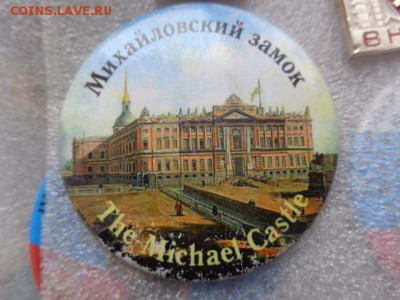 COINS.LAVE.RU
Михайловский замок
The Michael Castle
ВН